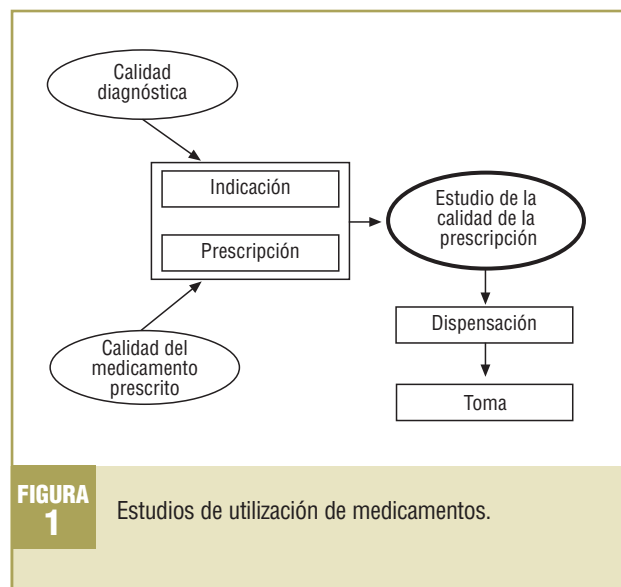 Calidad
diagnóstica
Indicación
Prescripción
Calidad del
medicamento
prescrito
Estudio de la
calidad de la
prescripción
Dispensación
Toma
FIGURA
1
Estudios de utilización de medicamentos.